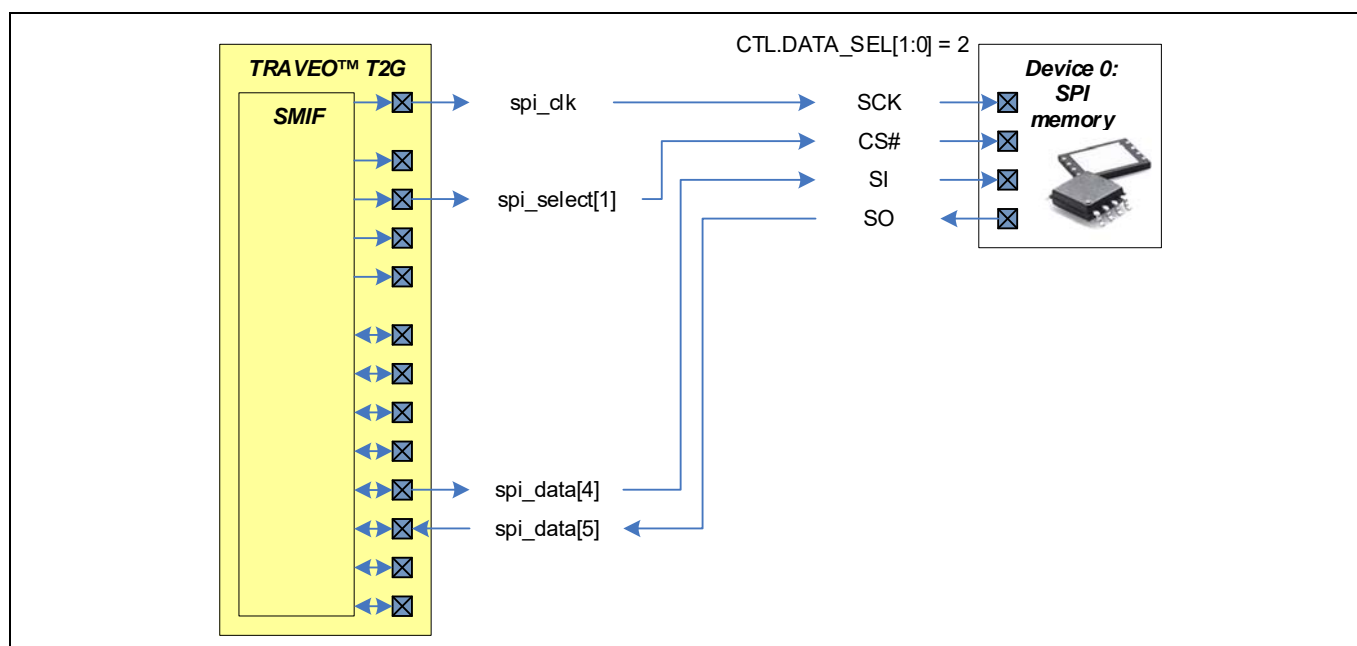 CTL.DATA_SEL[1:0] = 2
TRAVEO™ T2G
SMIF
Device 0:
SPI
memory
spi_clk
SCK
CS#
spi_select[1]
SI
SO
spi_data[4]
spi_data[5]